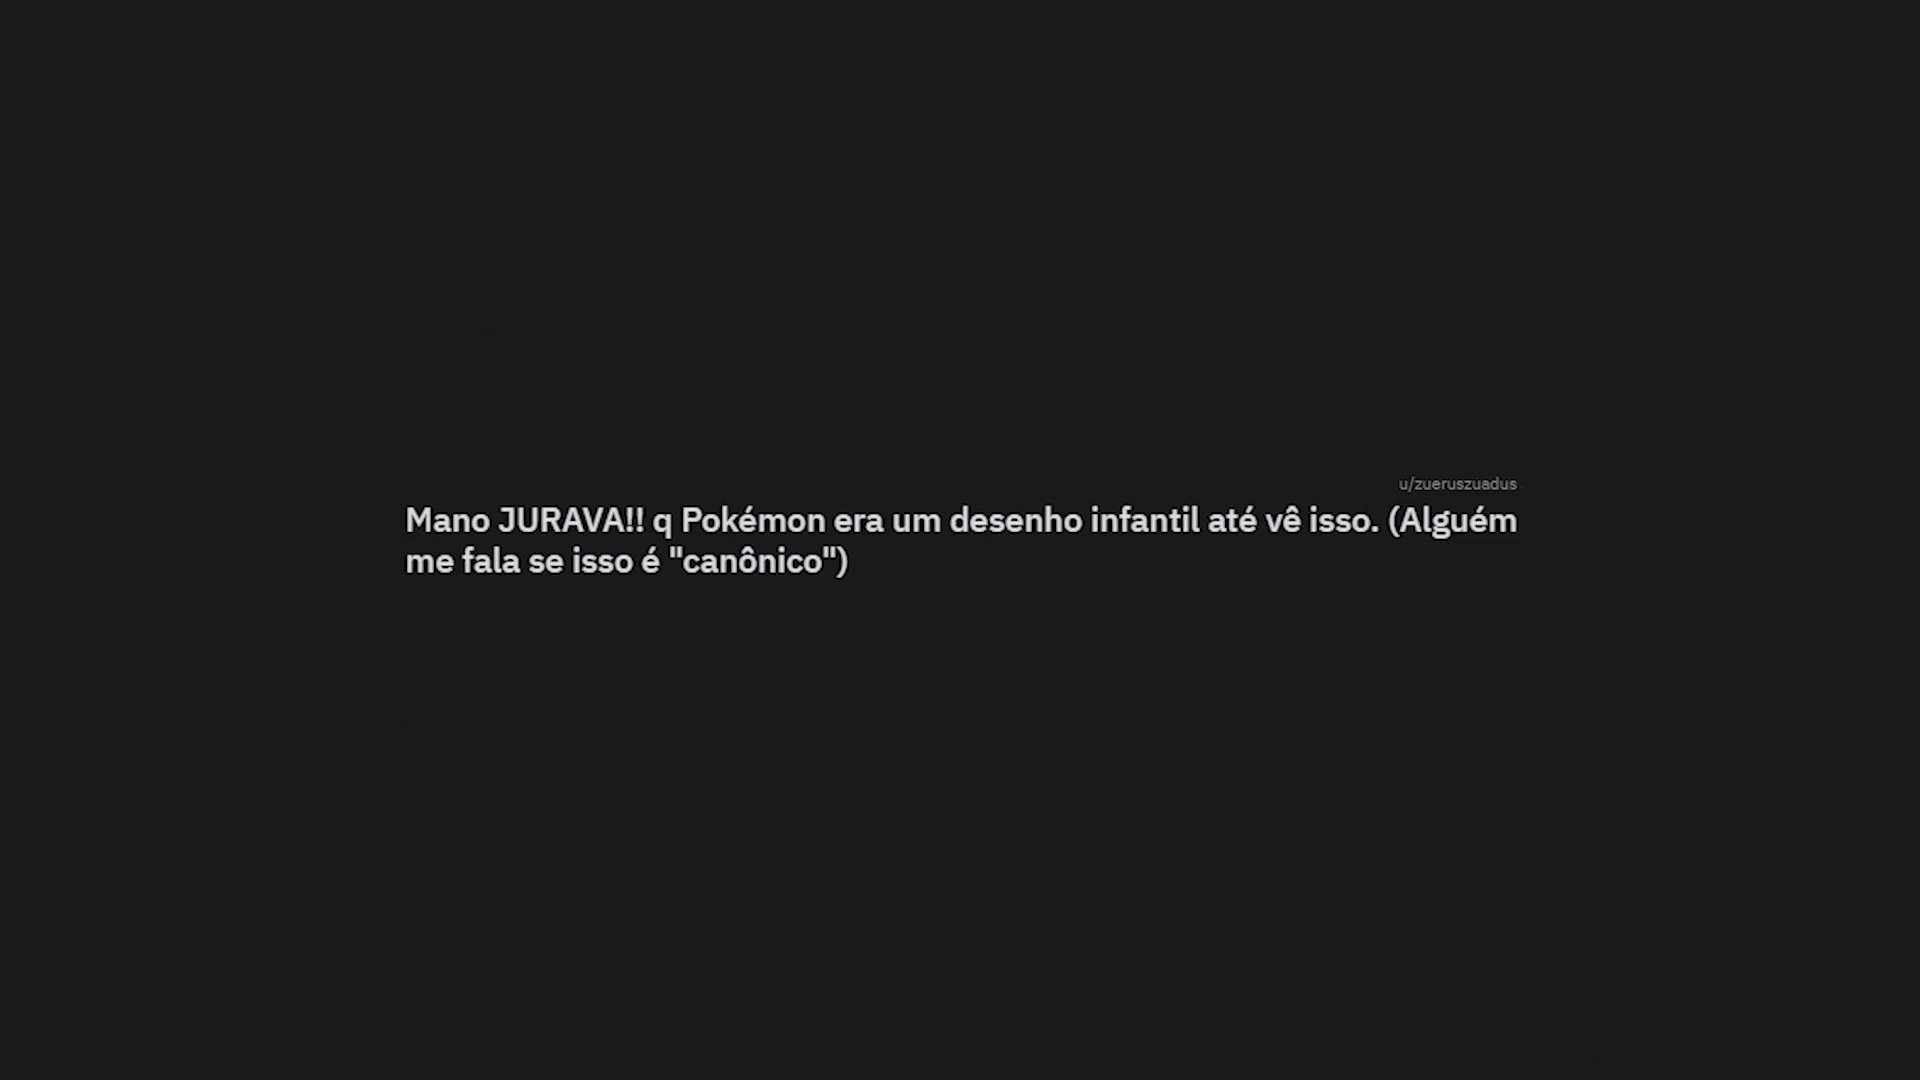 u/zueruszuadus
Mano JURAVA!! q Pokémon era um desenho infantil até vê isso. (Alguém
me fala se isso é "canônico")